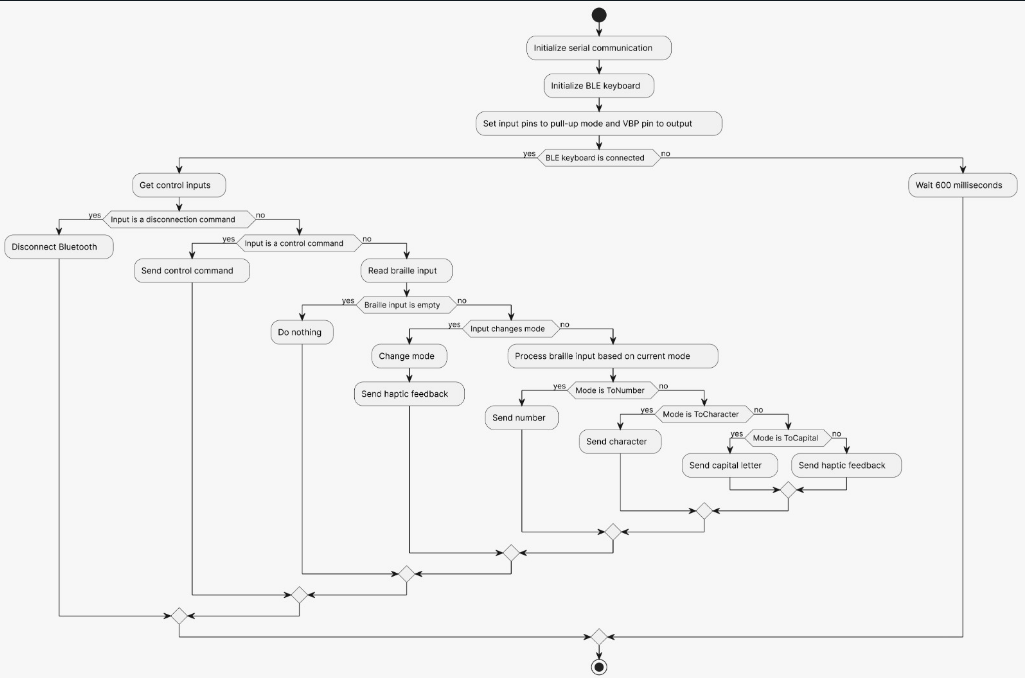 Initialize serial communication
Initialize BLE keyboard
Set input pins to pull-up mode and VBP pin to output
yes
BLE keyboard is connected
no
Get control inputs
Wait 600 milliseconds
yes
Input is a disconnection command
no
Disconnect Bluetooth
yes
Input is a control command
no
Send control command
Read braille input
yes
Braille input is empty
no
Do nothing
yes
Input changes mode
no
Change mode
Process braille input based on current mode
Send haptic feedback
yes
Mode is ToNumber
no
Send number
yes
Mode is ToCharacter
no
Send character
yes
Mode is ToCapital
no
Send capital letter
Send haptic feedback